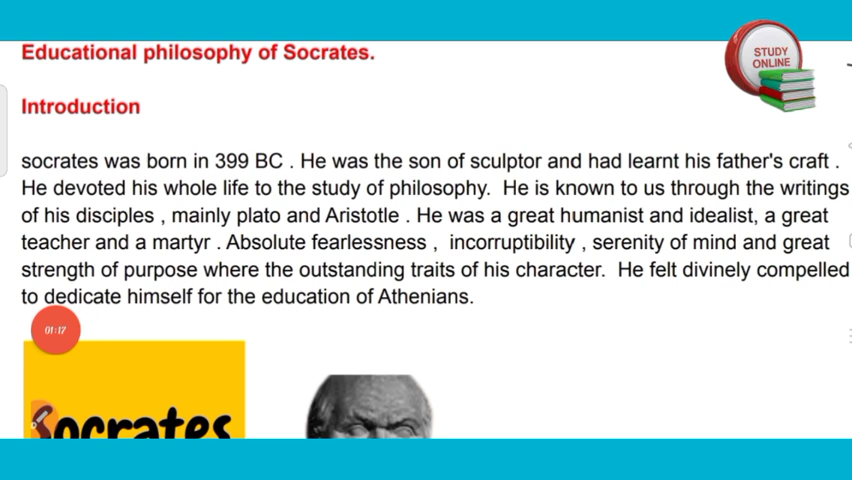 Educational philosophy of Socrates.
STUDY
ONLINE
Introduction
socrates was born in 399 BC . He was the son of sculptor and had learnt his father's craft .
He devoted his whole life to the study of philosophy.  He is known to us through the writings
of his disciples , mainly plato and Aristotle . He was a great humanist and idealist, a great
teacher and a martyr . Absolute fearlessness ,  incorruptibility , serenity of mind and great
strength of purpose where the outstanding traits of his character.  He felt divinely compelled
to dedicate himself for the education of Athenians.
01:17
Socrates